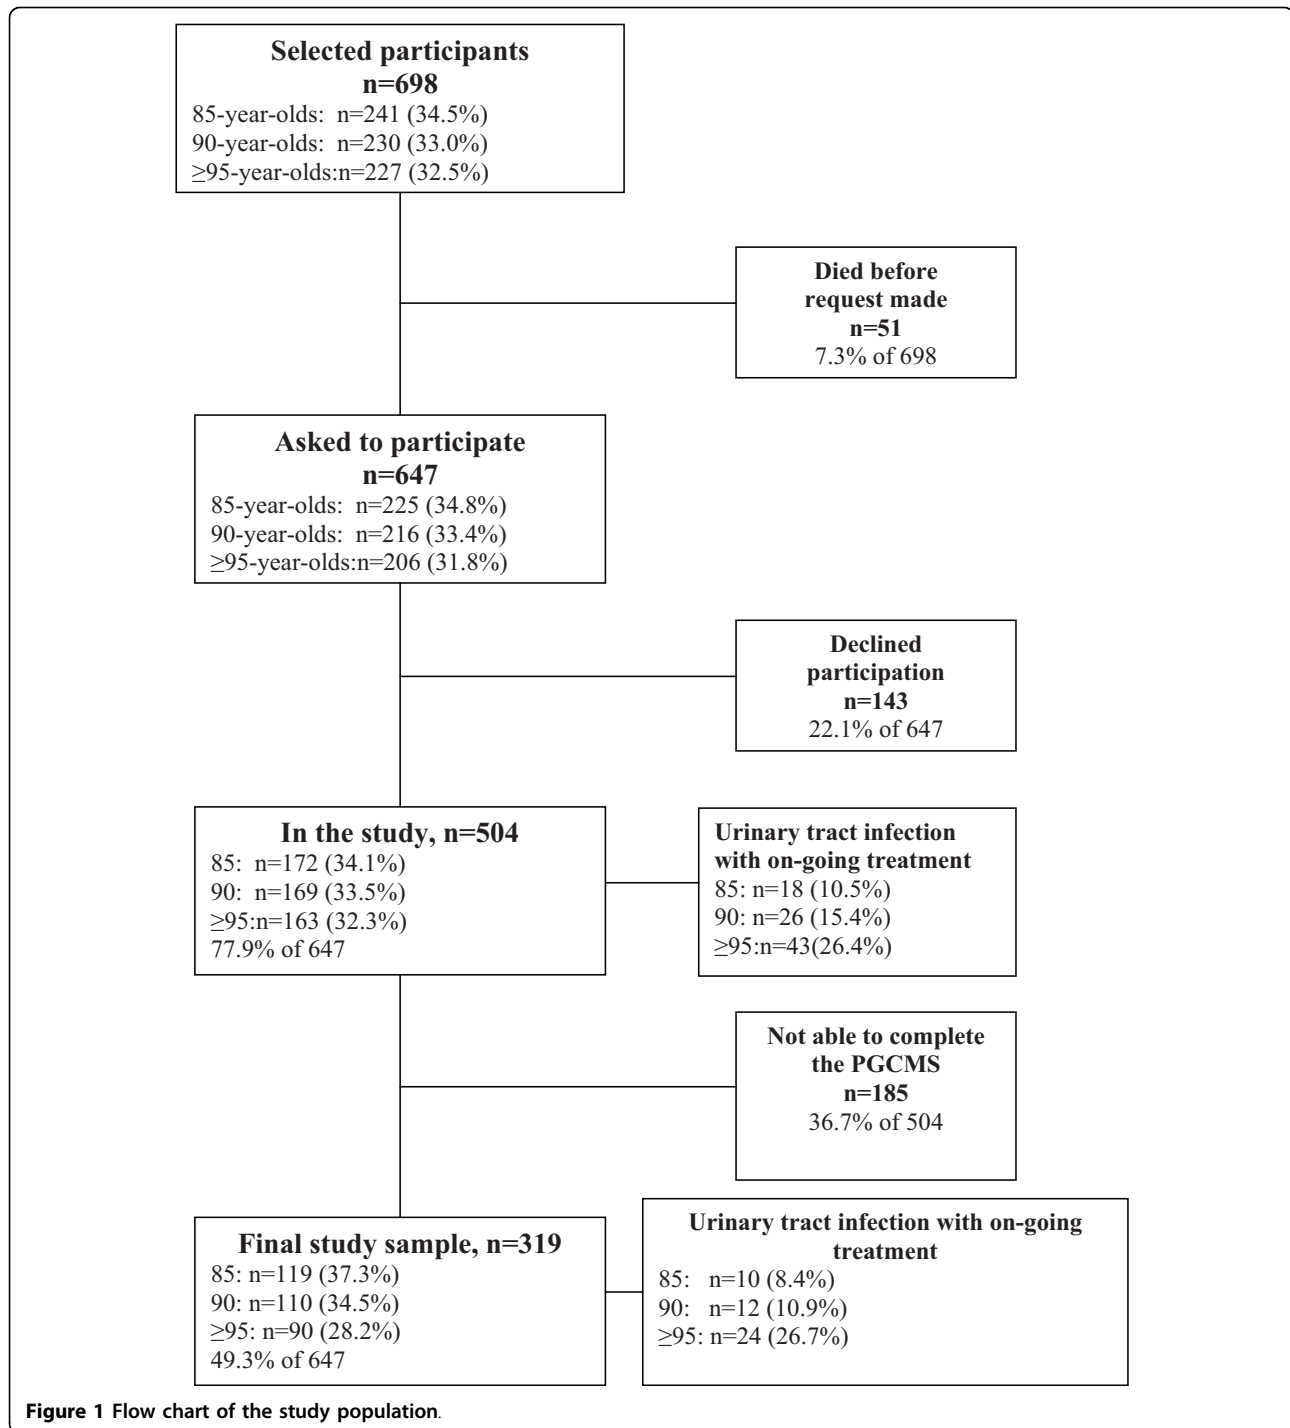 Selected participants
n=698
85-year-olds: n=241 (34.5%)
90-year-olds: n=230 (33.0%)
≥95-year-olds:n=227 (32.5%)
Died before
request made
n=51
7.3% of 698
Asked to participate
n=647
85-year-olds: n=225 (34.8%)
90-year-olds: n=216 (33.4%)
≥95-year-olds:n=206 (31.8%)
Declined
participation
n=143
22.1% of 647
In the study, n=504
85: n=172 (34.1%)
90: n=169 (33.5%)
≥95:n=163 (32.3%)
77.9% of 647
Urinary tract infection
with on-going treatment
85: n=18 (10.5%)
90: n=26 (15.4%)
≥95:n=43(26.4%)
Not able to complete
the PGCMS
n=185
36.7% of 504
Final study sample, n=319
85: n=119 (37.3%)
90: n=110 (34.5%)
≥95: n=90 (28.2%)
49.3% of 647
Urinary tract infection with on-going
treatment
85: n=10 (8.4%)
90: n=12 (10.9%)
≥95: n=24 (26.7%)
Figure 1 Flow chart of the study population.